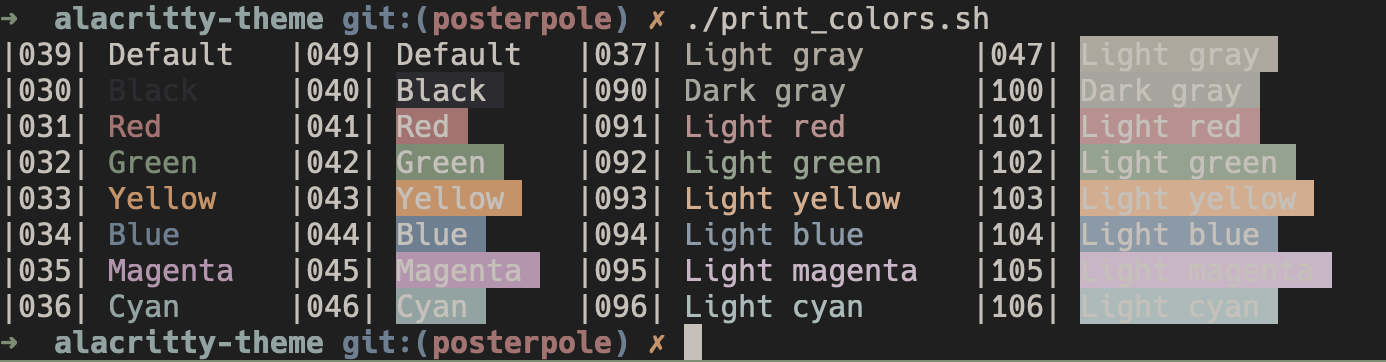 ➜  alacritty-theme git:(posterpole) ✗ ./print_colors.sh
|039| Default   |049| Default   |037| Light gray      |047| Light gray
|030| Black     |040| Black     |090| Dark gray       |100| Dark gray
|031| Red       |041| Red       |091| Light red       |101| Light red
|032| Green     |042| Green     |092| Light green     |102| Light green
|033| Yellow    |043| Yellow    |093| Light yellow    |103| Light yellow
|034| Blue      |044| Blue      |094| Light blue      |104| Light blue
|035| Magenta   |045| Magenta   |095| Light magenta   |105| Light magenta
|036| Cyan      |046| Cyan      |096| Light cyan      |106| Light cyan
➜  alacritty-theme git:(posterpole) ✗